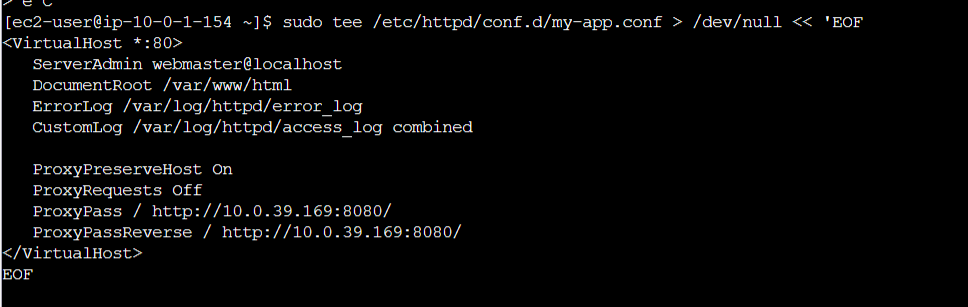 > e C
[ec2-user@ip-10-0-1-154 ~]$ sudo tee /etc/httpd/conf.d/my-app.conf > /dev/null << 'EOF
<VirtualHost *:80>
   ServerAdmin webmaster@localhost
   DocumentRoot /var/www/html
   ErrorLog /var/log/httpd/error_log
   CustomLog /var/log/httpd/access_log combined

   ProxyPreserveHost On
   ProxyRequests Off
   ProxyPass / http://10.0.39.169:8080/
   ProxyPassReverse / http://10.0.39.169:8080/
</VirtualHost>
EOF